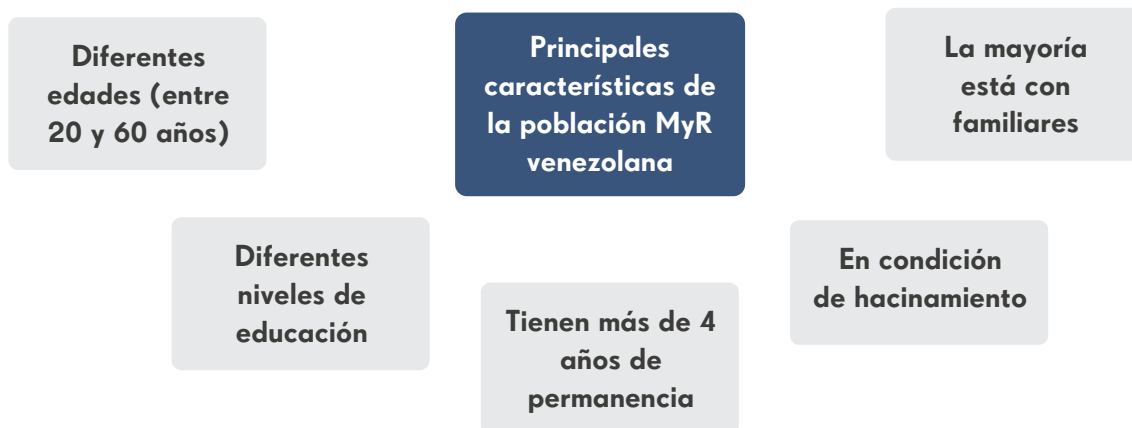 Principales
características de
la población MyR
venezolana
Diferentes
edades (entre
20 y 60 años)
Diferentes
niveles de
educación
Tienen más de 4
años de
permanencia
En condición
de hacinamiento
La mayoría
está con
familiares